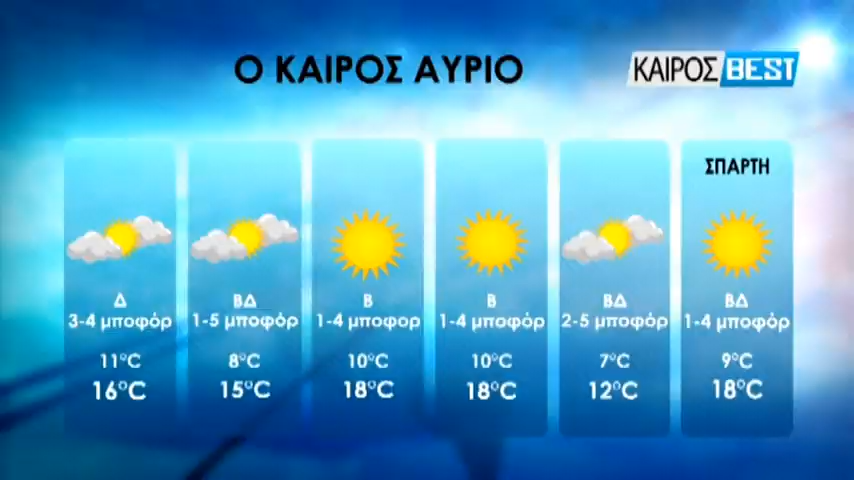 Ο ΚΑΙΡΟΣ ΑΥΡΙΟ
ΚΑΙΡΟΣ BEST
ΣΠΑΡΤΗ
Δ ΒΔ Β Β ΒΔ ΒΔ
3-4 μποφόρ 1-5 μποφόρ 1-4 μποφορ 1-4 μποφόρ 2-5 μποφόρ 1-4 μποφόρ
11°C 8°C 10°C 10°C 7°C 9°C
16°C 15°C 18°C 18°C 12°C 18°C